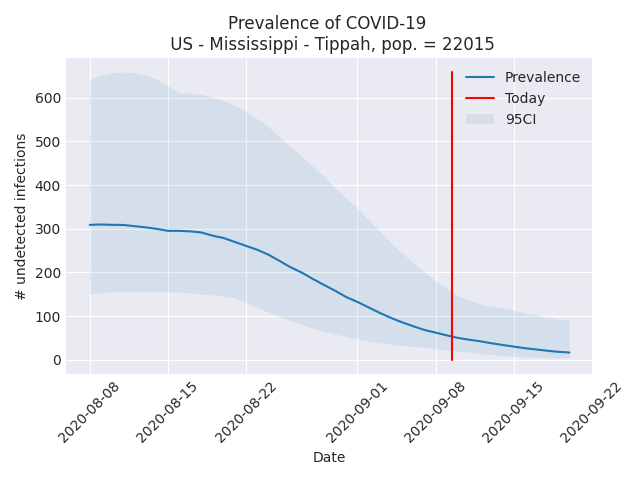 Prevalence of COVID-19
US - Mississippi - Tippah, pop. = 22015
Prevalence
Today
95CI
# undetected infections
600
500
400
300
200
100
0
2020-08-08
2020-08-15
2020-08-22
2020-09-01
2020-09-08
2020-09-15
2020-09-22
Date